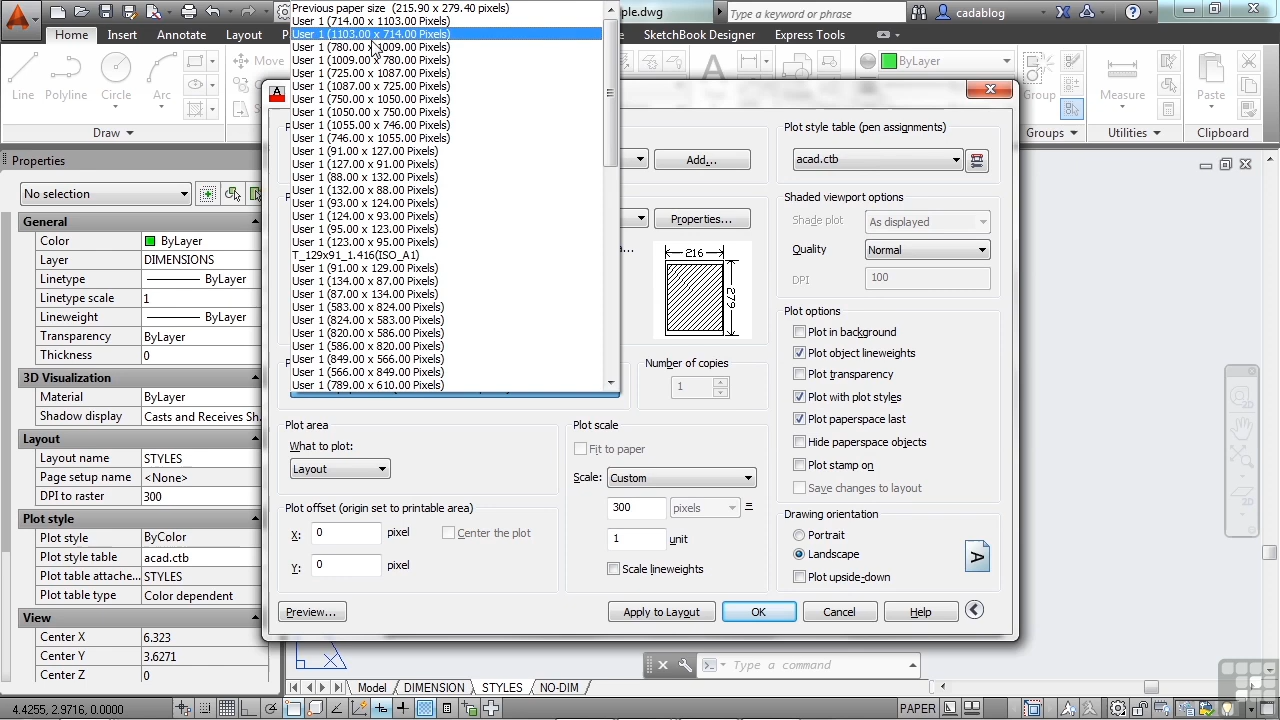 Previous paper size (215.90 x 279.40 pixels)
User 1 (714.00 x 1103.00 Pixels)
User 1 (1103.00 x 714.00 Pixels)
User 1 (780.00 x 1009.00 Pixels)
User 1 (1009.00 x 780.00 Pixels)
User 1 (725.00 x 1087.00 Pixels)
User 1 (1087.00 x 725.00 Pixels)
User 1 (750.00 x 1050.00 Pixels)
User 1 (1050.00 x 750.00 Pixels)
User 1 (1055.00 x 746.00 Pixels)
User 1 (746.00 x 1055.00 Pixels)
User 1 (91.00 x 127.00 Pixels)
User 1 (127.00 x 91.00 Pixels)
User 1 (88.00 x 132.00 Pixels)
User 1 (132.00 x 88.00 Pixels)
User 1 (93.00 x 124.00 Pixels)
User 1 (124.00 x 93.00 Pixels)
User 1 (95.00 x 123.00 Pixels)
User 1 (123.00 x 95.00 Pixels)
T_129x91_1.416(ISO_A1)
User 1 (91.00 x 129.00 Pixels)
User 1 (134.00 x 87.00 Pixels)
User 1 (87.00 x 134.00 Pixels)
User 1 (583.00 x 824.00 Pixels)
User 1 (824.00 x 583.00 Pixels)
User 1 (820.00 x 586.00 Pixels)
User 1 (586.00 x 820.00 Pixels)
User 1 (849.00 x 566.00 Pixels)
User 1 (566.00 x 849.00 Pixels)
User 1 (789.00 x 610.00 Pixels)
ple.dwg
Type a keyword or phrase
cadablog
Home Insert Annotate Layout
SketchBook Designer Express Tools
Line Polyline Circle Arc
Move
Draw
ByLayer
Group
Measure
Paste
Groups
Utilities
Clipboard
Properties
No selection
General
Color ByLayer
Layer DIMENSIONS
Linetype ByLayer
Linetype scale 1
Lineweight ByLayer
Transparency ByLayer
Thickness 0
3D Visualization
Material ByLayer
Shadow display Casts and Receives Sh...
Layout
Layout name STYLES
Page setup name <None>
DPI to raster 300
Plot style
Plot style ByColor
Plot style table acad.ctb
Plot table attache... STYLES
Plot table type Color dependent
View
Center X 6.323
Center Y 3.6271
Center Z 0
Add...
Properties...
216
279
Number of copies
1
Plot area
What to plot:
Layout
Plot offset (origin set to printable area)
X: 0 pixel
Center the plot
Y: 0 pixel
Plot scale
Fit to paper
Scale: Custom
300 pixels =
1 unit
Scale lineweights
Plot style table (pen assignments)
acad.ctb
Shaded viewport options
Shade plot As displayed
Quality Normal
DPI 100
Plot options
Plot in background
Plot object lineweights
Plot transparency
Plot with plot styles
Plot paperspace last
Hide paperspace objects
Plot stamp on
Save changes to layout
Drawing orientation
Portrait
Landscape
Plot upside-down
Preview...
Apply to Layout OK Cancel Help
Type a command
Model DIMENSION STYLES NO-DIM
4.4255, 2.9716, 0.0000
PAPER